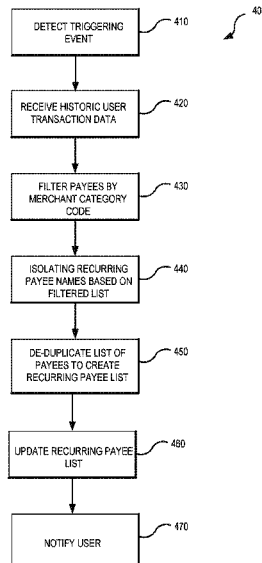 40
DETECT TRIGGERING
EVENT
410
RECEIVE HISTORIC USER
TRANSACTION DATA
420
FILTER PAYEES BY
MERCHANT CATEGORY
CODE
430
ISOLATING RECURRING
PAYEE NAMES BASED ON
FILTERED LIST
440
DE-DUPLICATE LIST OF
PAYEES TO CREATE
RECURRING PAYEE LIST
450
UPDATE RECURRING PAYEE
LIST
460
NOTIFY USER
470